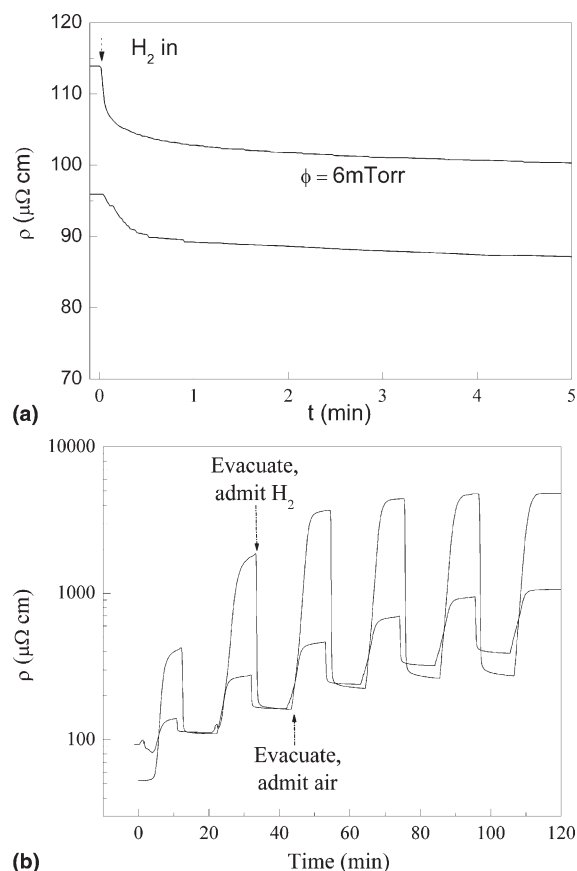 120
110
100
90
80
70
ρ (μΩ cm)
H2 in
ϕ = 6mTorr
0
1
2
3
4
5
t (min)
(a)
10000
1000
100
ρ (μΩ cm)
Evacuate,
admit H2
Evacuate,
admit air
0
20
40
60
80
100
120
Time (min)
(b)